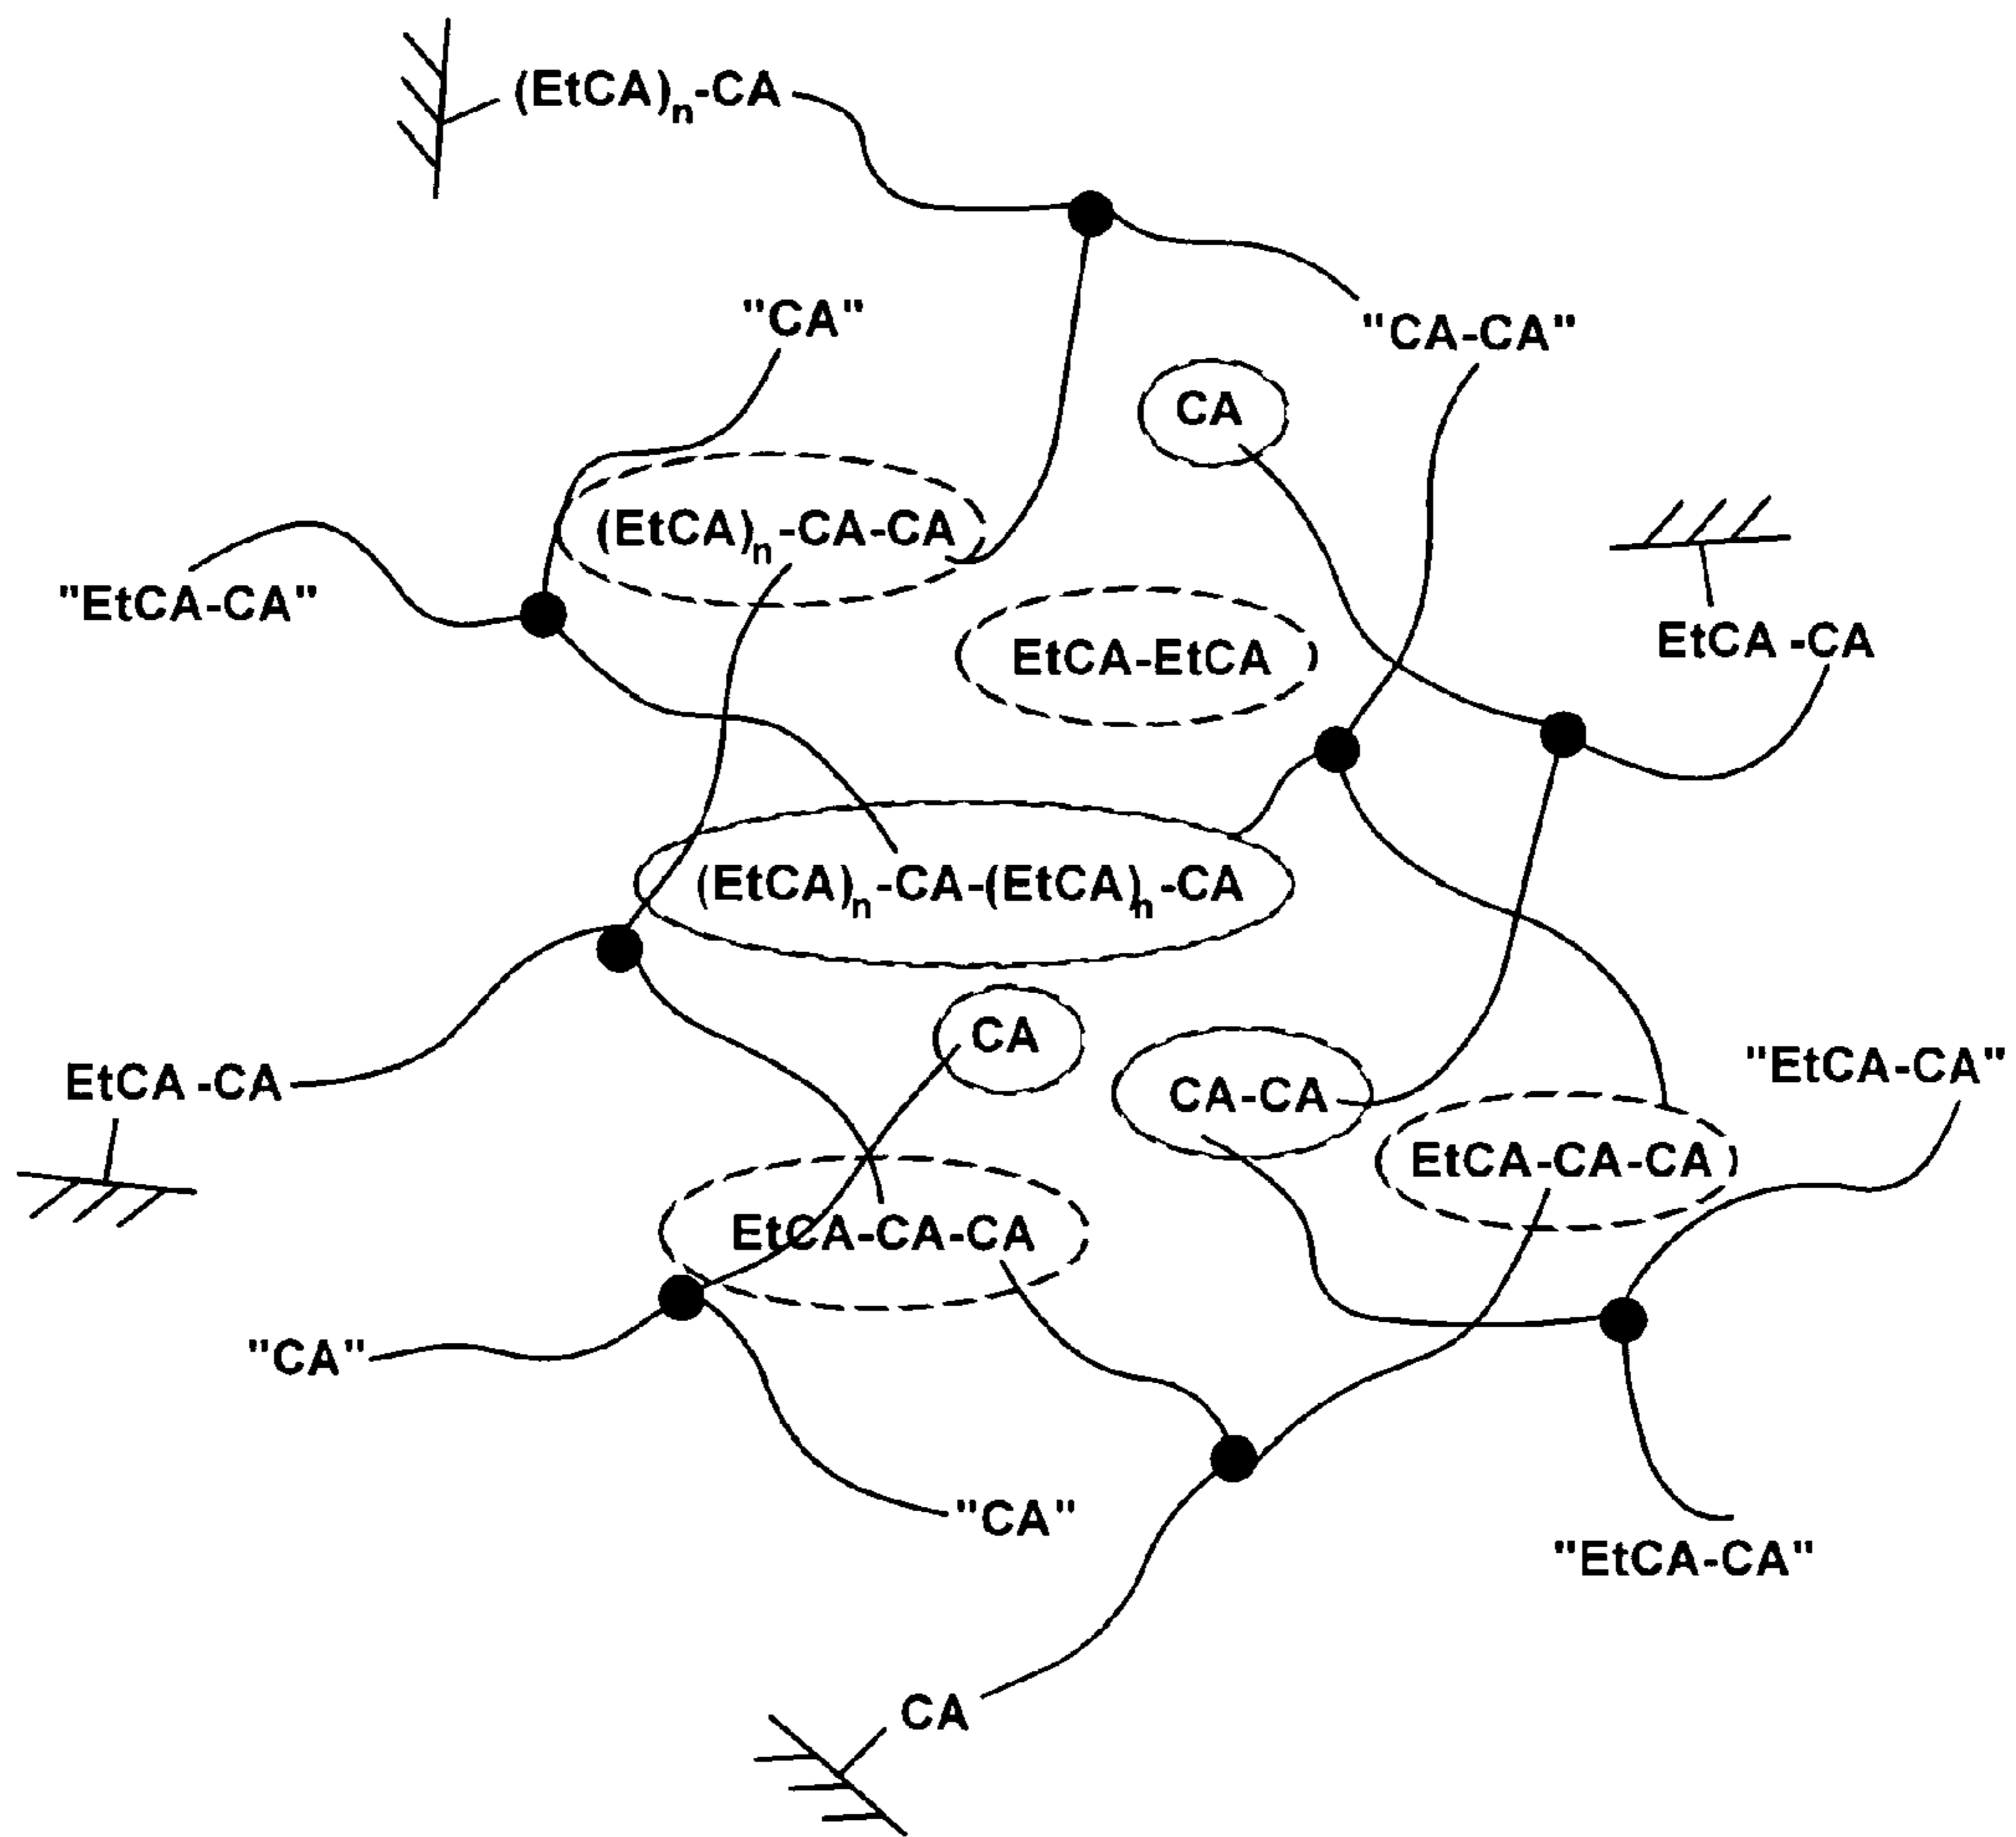 (EtCA)n-CA
"CA"
"CA-CA"
CA
(EtCA)n-CA-CA
"EtCA-CA"
EtCA-EtCA
EtCA -CA
(EtCA)n-CA-(EtCA)n-CA
CA
EtCA -CA
CA-CA
"EtCA-CA"
EtCA-CA-CA
EtCA-CA-CA
"CA"
"CA"
"EtCA-CA"
CA